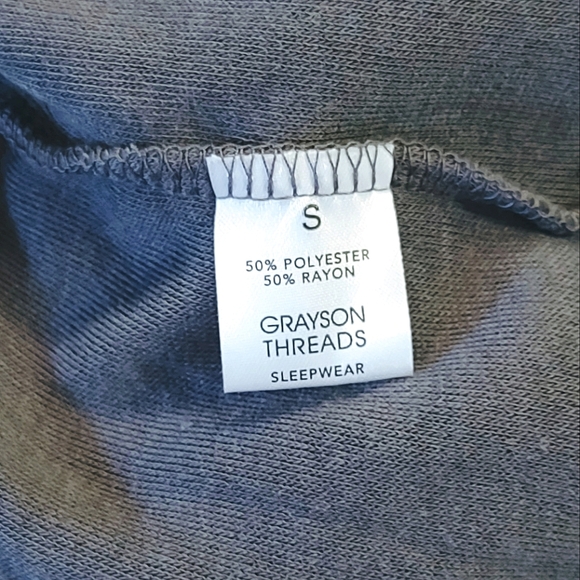 S
50% POLYESTER
50% RAYON
GRAYSON
THREADS
SLEEPWEAR